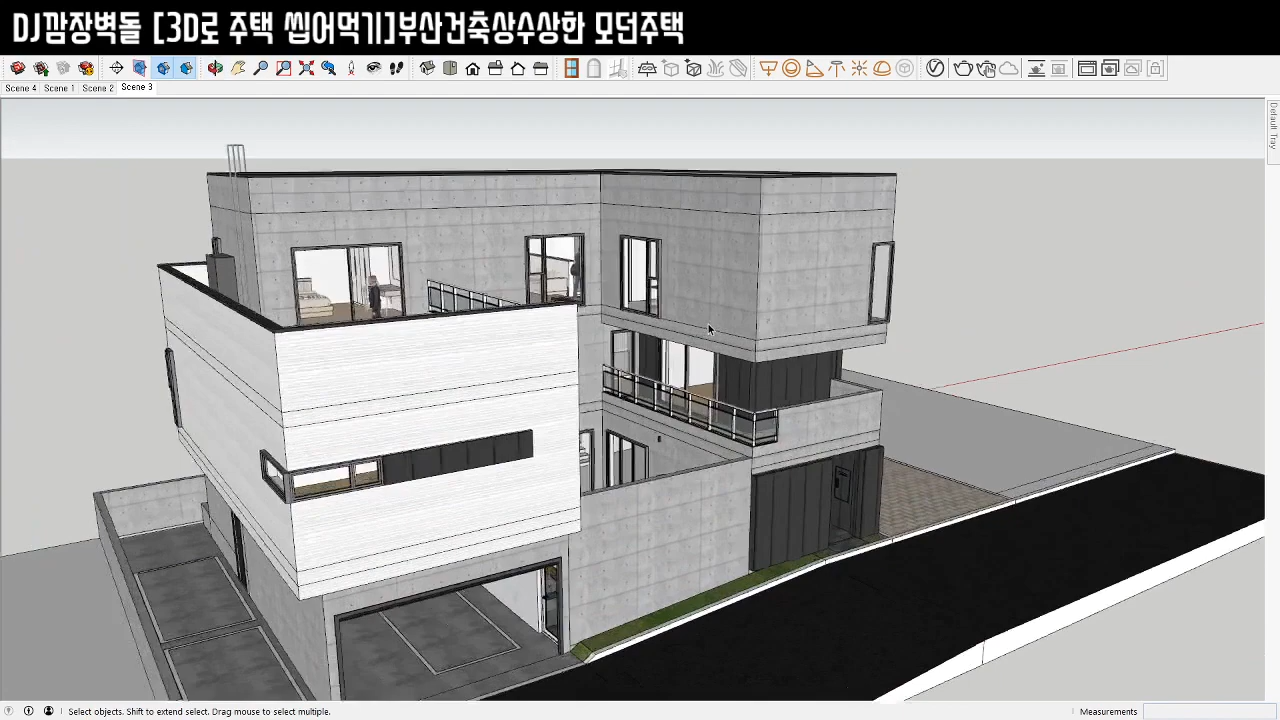 DJ깜장벽돌 [3D로 주택 씹어먹기]부산건축상수상한 모던주택
Scene 4 Scene 1 Scene 2 Scene 3
Default Tray
Select objects. Shift to extend select. Drag mouse to select multiple.
Measurements